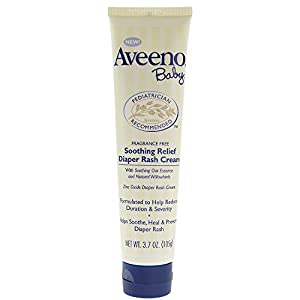 NEW!
Aveeno
Baby
PEDIATRICIAN
Aveeno
RECOMMENDED
FRAGRANCE FREE
Soothing Relief
Diaper Rash Cream
With Soothing Oat Essence
and Natural
Zinc Oxide Diaper Rash Cream
Formulated to Help Reduce
Duration & Severity
Helps Soothe, Heal & Prevent
Diaper Rash
NET WT. 3.7 OZ. (105g)